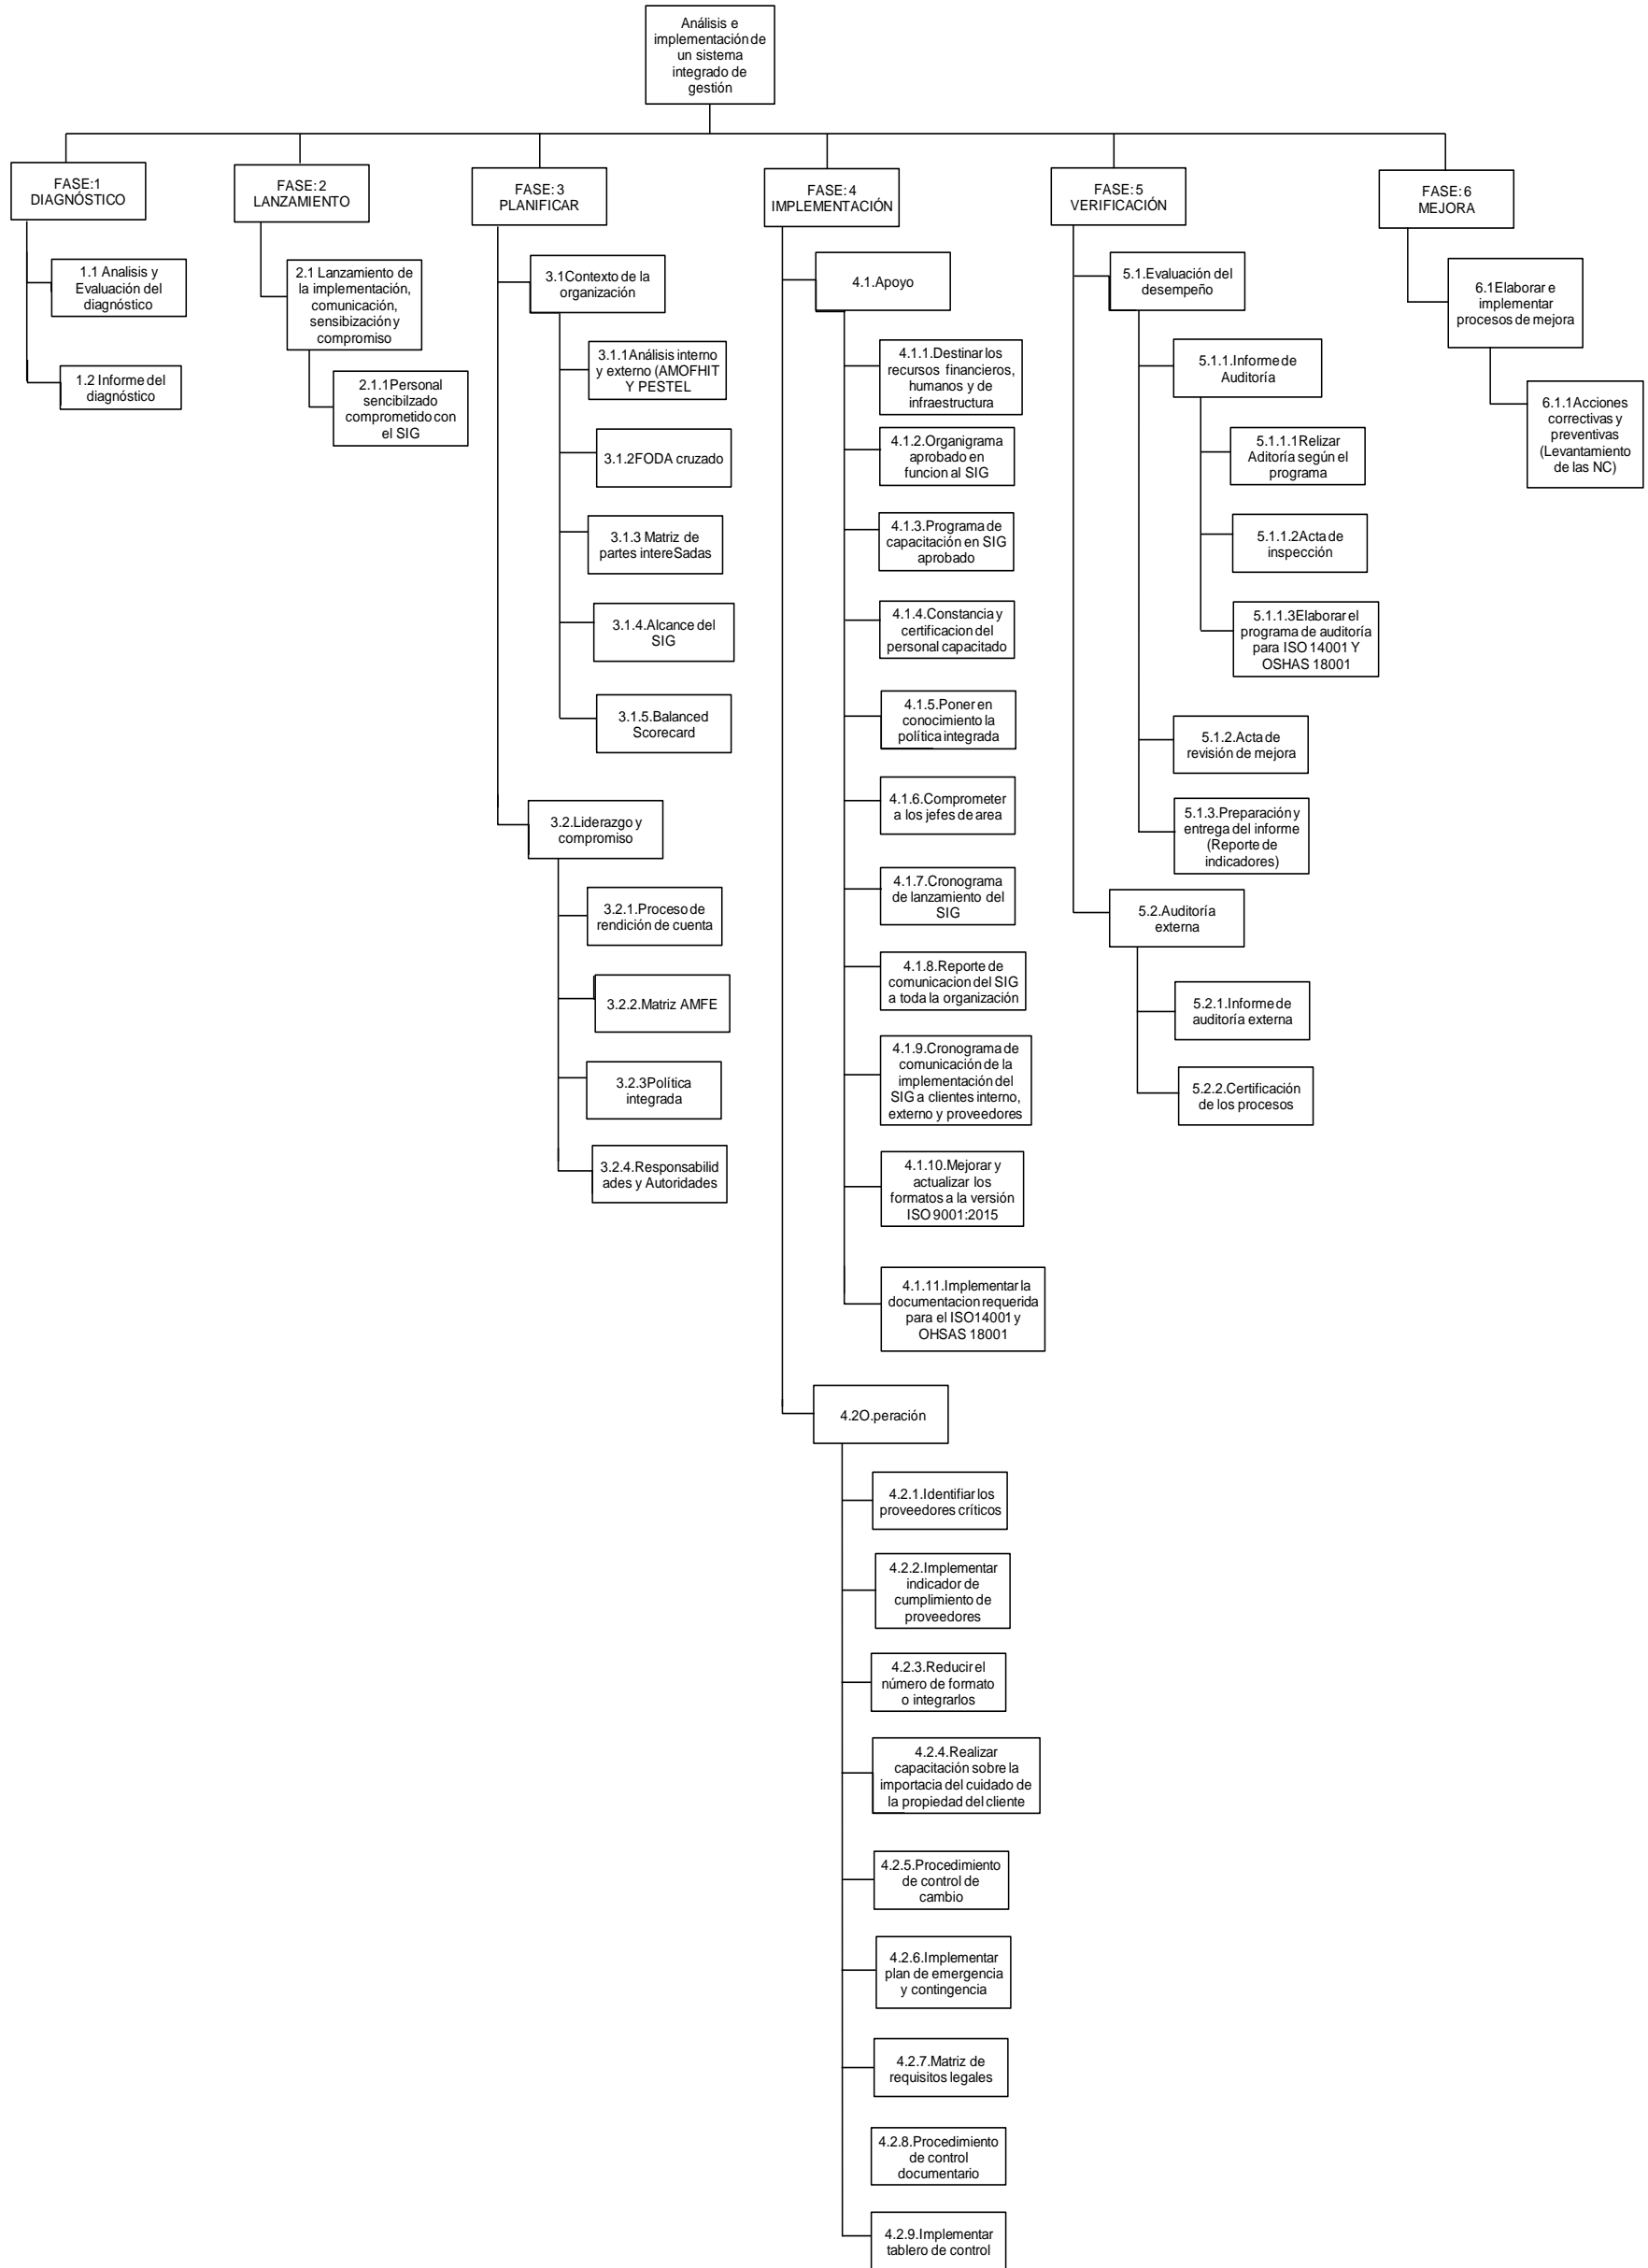 Análisis e
implementación de
un sistema
integrado de
gestión
FASE:1
DIAGNÓSTICO
1.1 Analisis y
Evaluación del
diagnóstico
1.2 Informe del
diagnóstico
FASE: 2
LANZAMIENTO
2.1 Lanzamiento de
la implementación,
comunicación,
sensibización y
compromiso
2.1.1Personal
sencibilzado
comprometido con
el SIG
FASE: 3
PLANIFICAR
3.1Contexto de la
organización
3.1.1Análisis interno
y externo (AMOFHIT
Y PESTEL
3.1.2FODA cruzado
3.1.3 Matriz de
partes intereSadas
3.1.4.Alcance del
SIG
3.1.5.Balanced
Scorecard
3.2.Liderazgo y
compromiso
3.2.1.Proceso de
rendición de cuenta
3.2.2.Matriz AMFE
3.2.3Política
integrada
3.2.4.Responsabilid
ades y Autoridades
FASE: 4
IMPLEMENTACIÓN
4.1.Apoyo
4.1.1.Destinar los
recursos financieros,
humanos y de
infraestructura
4.1.2.Organigrama
aprobado en
funcion al SIG
4.1.3.Programa de
capacitación en SIG
aprobado
4.1.4.Constancia y
certificacion del
personal capacitado
4.1.5.Poner en
conocimiento la
política integrada
4.1.6.Comprometer
a los jefes de area
4.1.7.Cronograma
de lanzamiento del
SIG
4.1.8.Reporte de
comunicacion del SIG
a toda la organización
4.1.9.Cronograma de
comunicación de la
implementación del
SIG a clientes interno,
externo y proveedores
4.1.10.Mejorar y
actualizar los
formatos a la versión
ISO 9001:2015
4.1.11.Implementar la
documentacion requerida
para el ISO14001 y
OHSAS 18001
4.2O.peración
4.2.1.Identifiar los
proveedores críticos
4.2.2.Implementar
indicador de
cumplimiento de
proveedores
4.2.3.Reducir el
número de formato
o integrarlos
4.2.4.Realizar
capacitación sobre la
importacia del cuidado de
la propiedad del cliente
4.2.5.Procedimiento
de control de
cambio
4.2.6.Implementar
plan de emergencia
y contingencia
4.2.7.Matriz de
requisitos legales
4.2.8.Procedimiento
de control
documentario
4.2.9.Implementar
tablero de control
FASE: 5
VERIFICACIÓN
5.1.Evaluación del
desempeño
5.1.1.Informe de
Auditoría
5.1.1.1Relizar
Aditoría según el
programa
5.1.1.2Acta de
inspección
5.1.1.3Elaborar el
programa de auditoría
para ISO 14001 Y
OSHAS 18001
5.1.2.Acta de
revisión de mejora
5.1.3.Preparación y
entrega del informe
(Reporte de
indicadores)
5.2.Auditoría
externa
5.2.1.Informe de
auditoría externa
5.2.2.Certificación
de los procesos
FASE: 6
MEJORA
6.1Elaborar e
implementar
procesos de mejora
6.1.1Acciones
correctivas y
preventivas
(Levantamiento
de las NC)